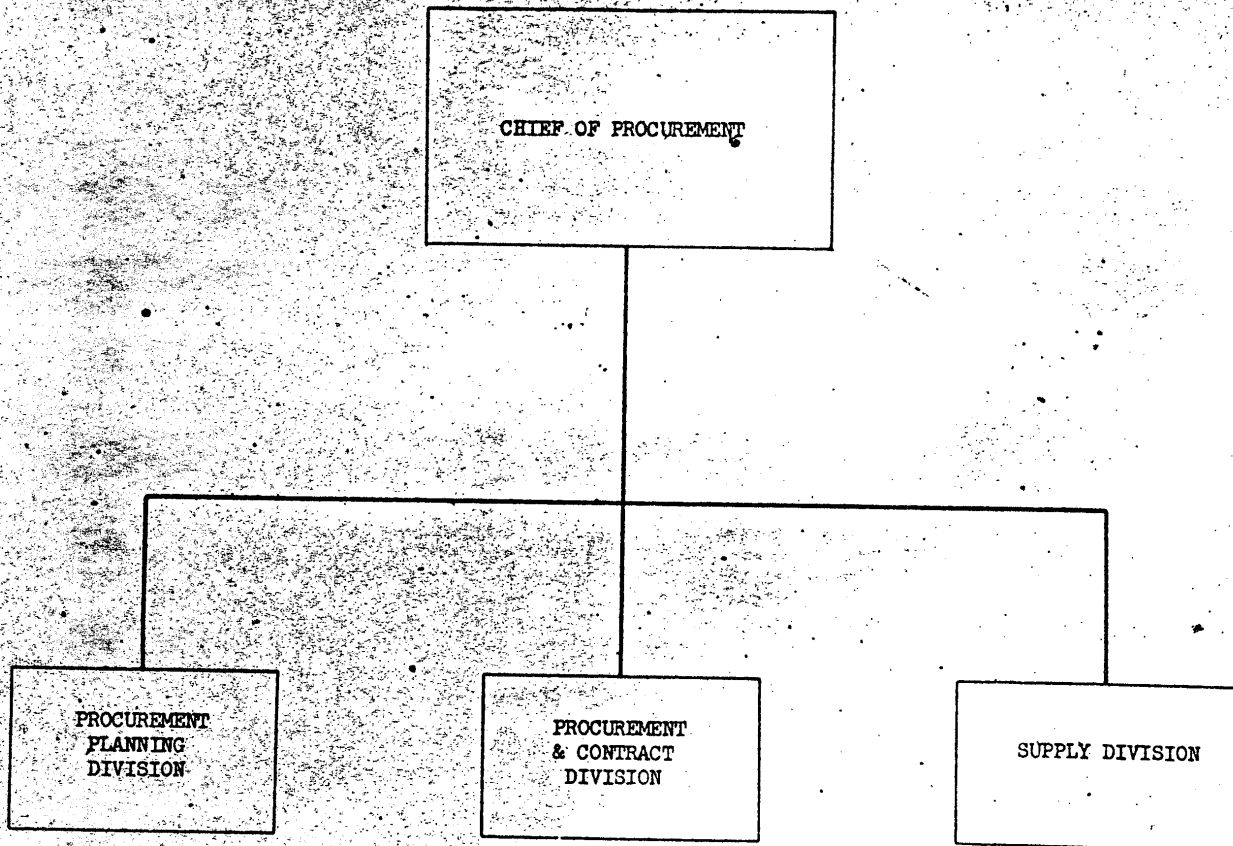 CHIEF OF PROCUREMENT
PROCUREMENT
PLANNING
DIVISION
PROCUREMENT
& CONTRACT
DIVISION
SUPPLY DIVISION